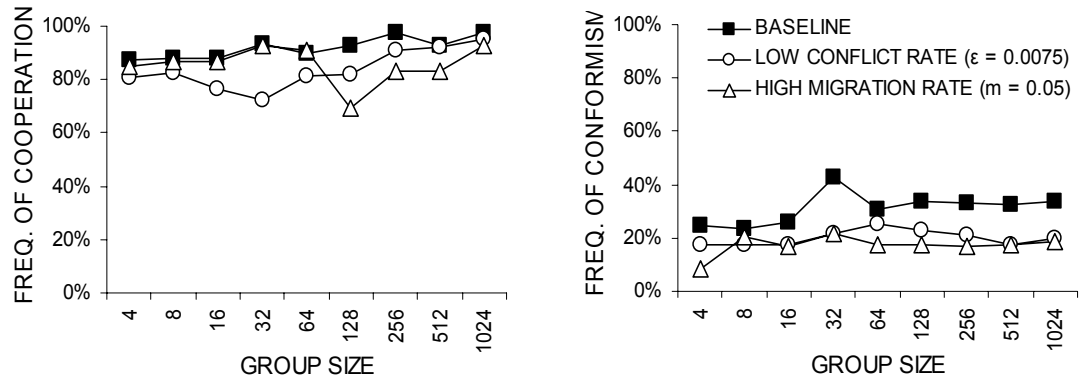 FREQ. OF COOPERATION
100%
80%
60%
40%
20%
0%
4 8 16 32 64 128 256 512 1024
GROUP SIZE
FREQ. OF CONFORMISM
100%
80%
60%
40%
20%
0%
BASELINE
LOW CONFLICT RATE (ε = 0.0075)
HIGH MIGRATION RATE (m = 0.05)
4 8 16 32 64 128 256 512 1024
GROUP SIZE